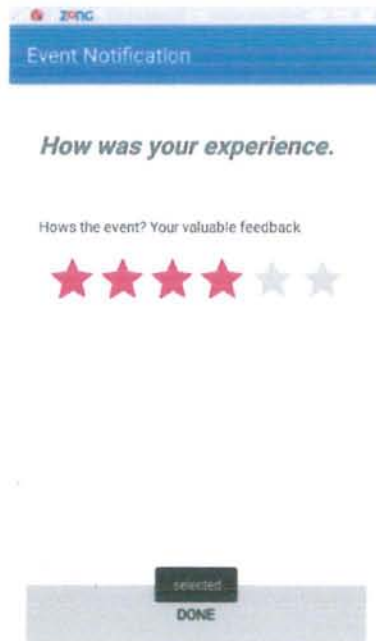 zong
Event Notification
How was your experience.
Hows the event? Your valuable feedback
selected
DONE